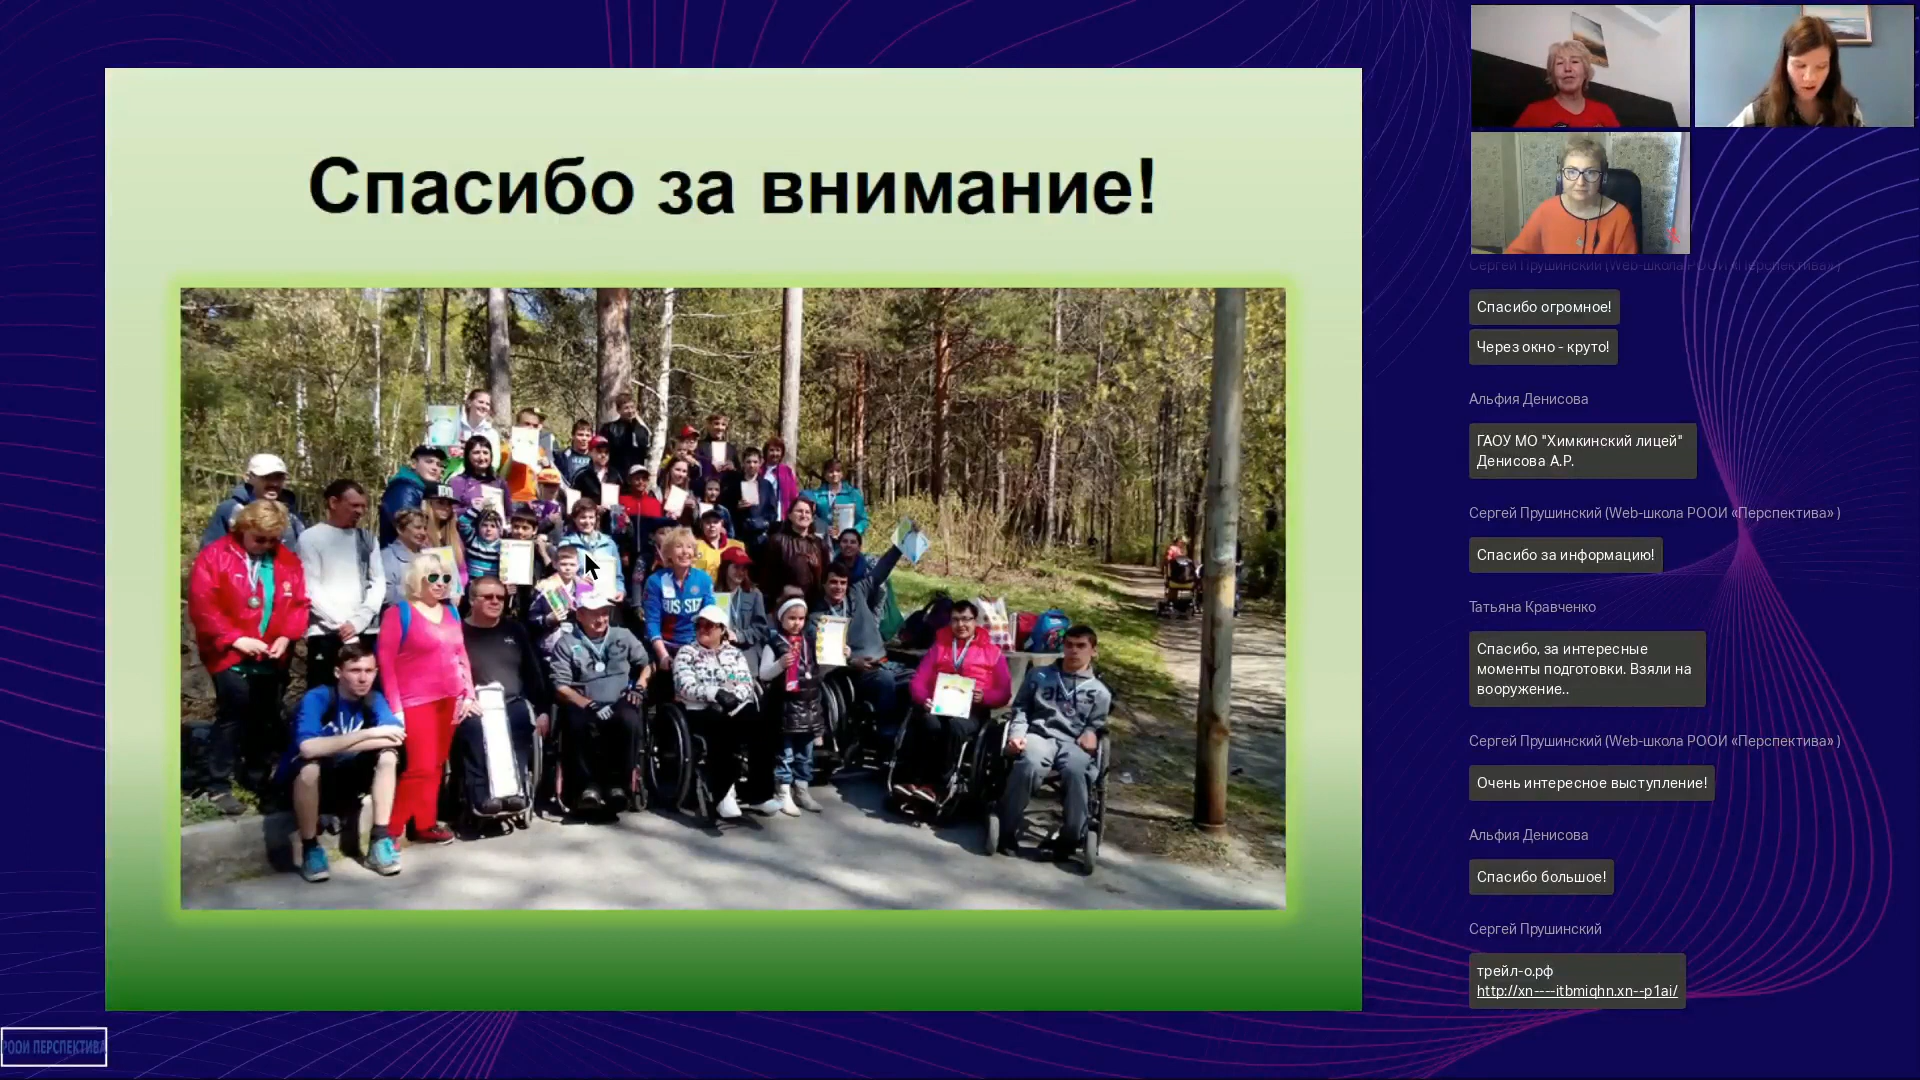 Спасибо за внимание!
RUSSIA
Сергей Прушинский (Web-школа РООИ «Перспектива» )
Спасибо огромное!
Через окно - круто!
Альфия Денисова
ГАОУ МО "Химкинский лицей"
Денисова А.Р.
Сергей Прушинский (Web-школа РООИ «Перспектива» )
Спасибо за информацию!
Татьяна Кравченко
Спасибо, за интересные
моменты подготовки. Взяли на
вооружение..
Сергей Прушинский (Web-школа РООИ «Перспектива» )
Очень интересное выступление!
Альфия Денисова
Спасибо большое!
Сергей Прушинский
трейл-о.рф
http://xn----itbmighn.xn--p1ai/
РООИ ПЕРСПЕКТИВА